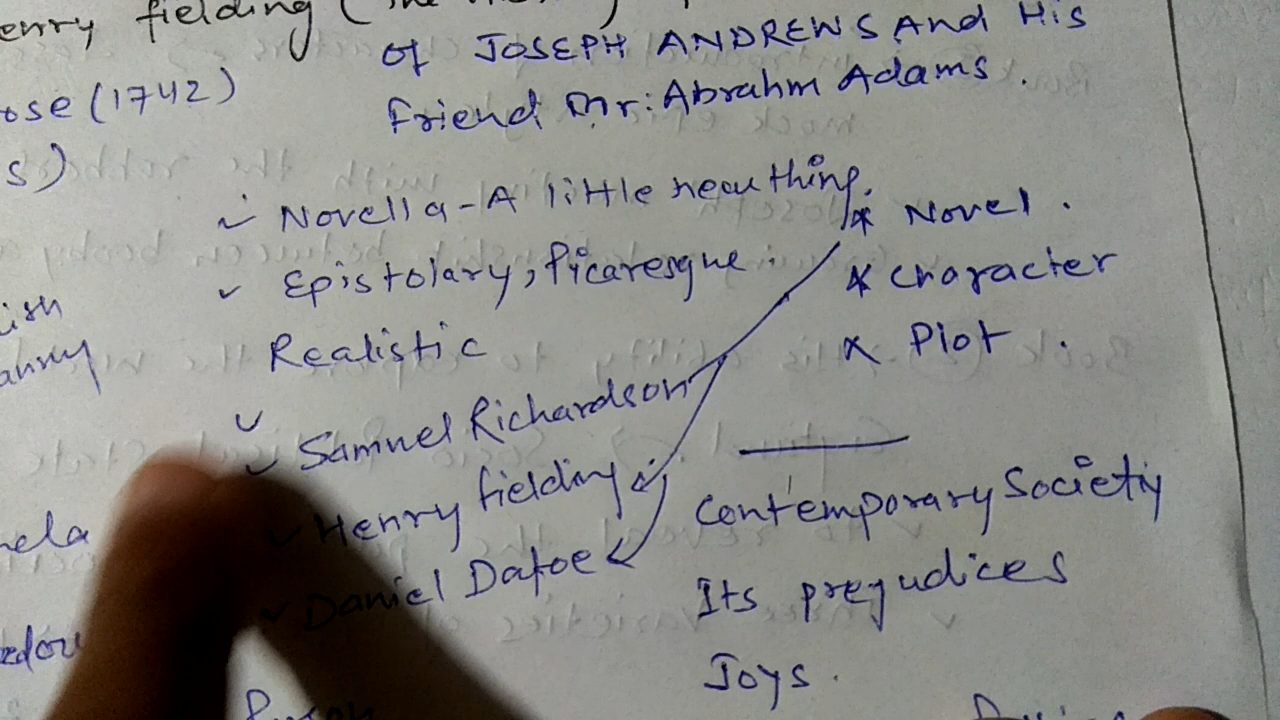 enry fielding (
of JOSEPH ANDREWS And His
ose (1742)
Friend Mr: Abrahm Adams.
s)
Novella - A little new thing.
* Novel.
Epistolary, Picaresque.
* Character
Realistic
* Plot.
Samuel Richardson
Henry fielding
Contemporary Society
Daniel Dafoe
Its prejudices
Joys.